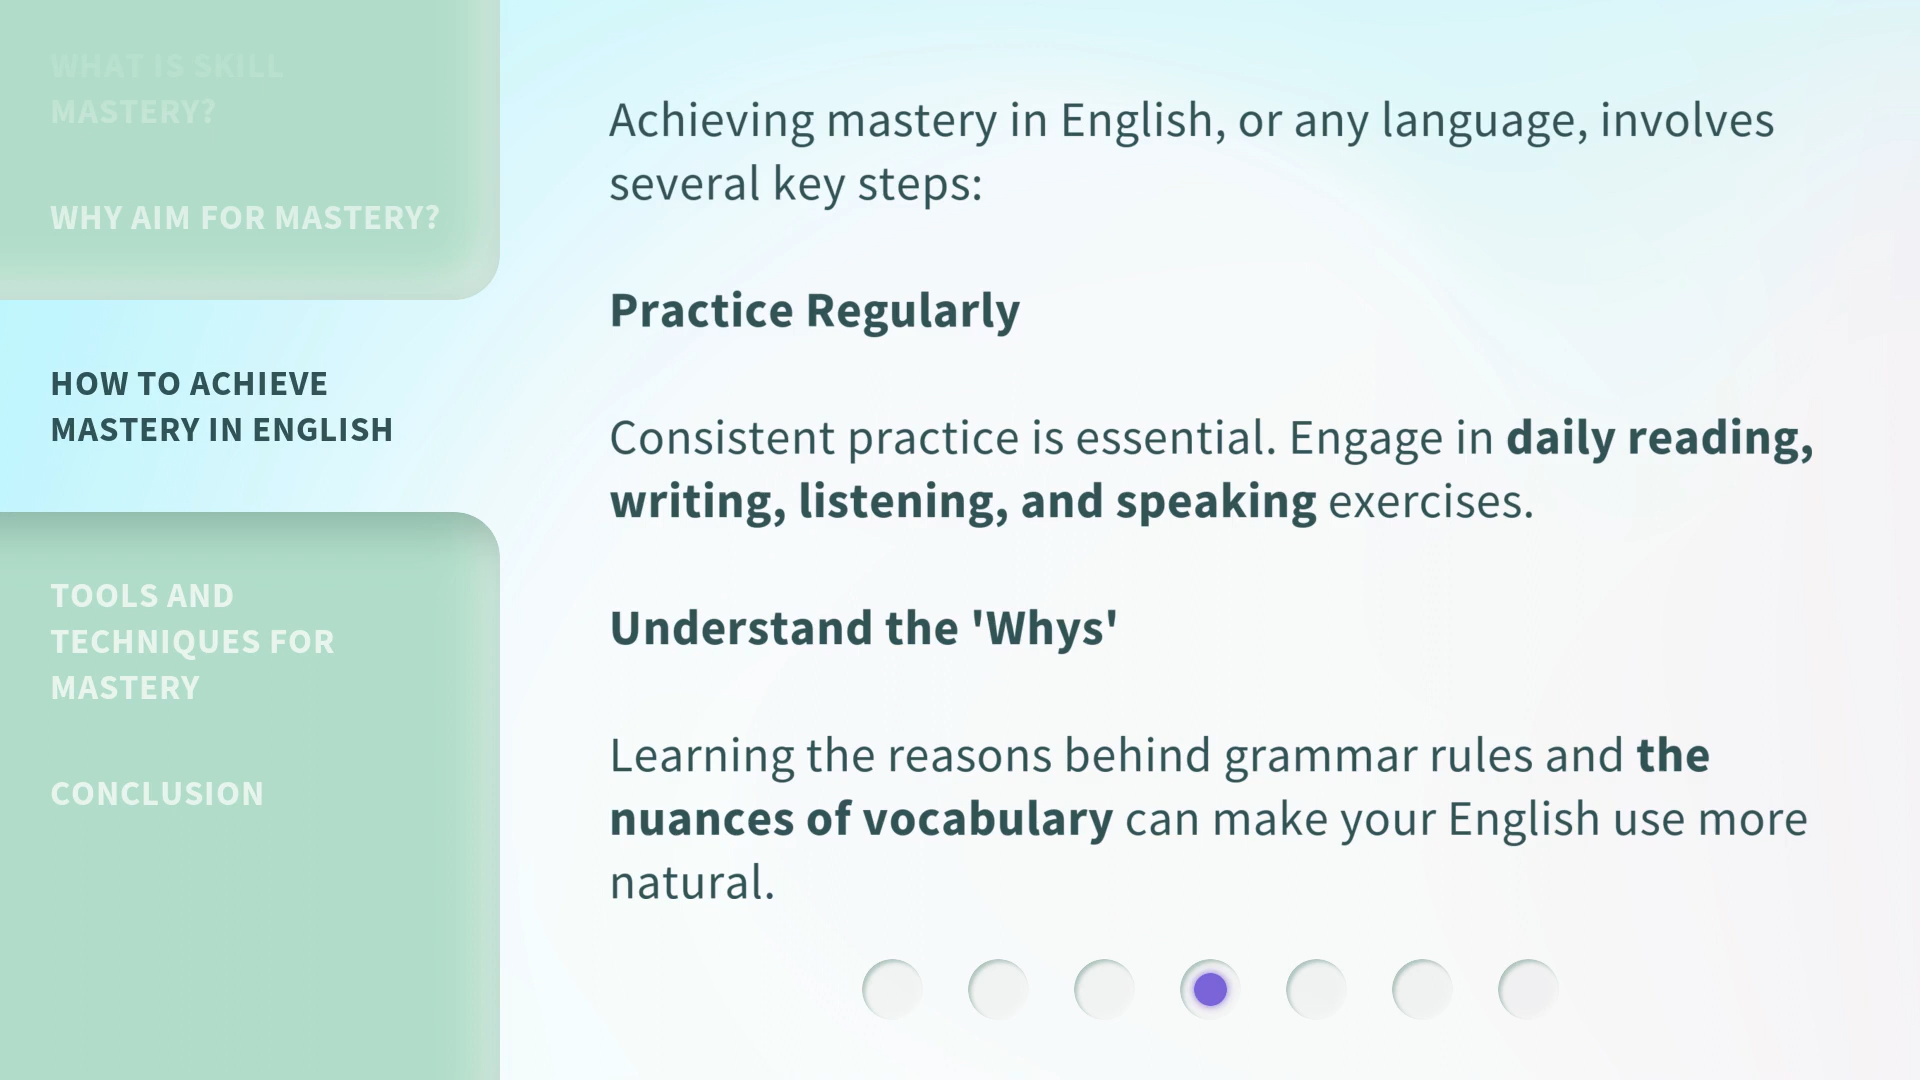 WHAT IS SKILL
MASTERY?
WHY AIM FOR MASTERY?
HOW TO ACHIEVE
MASTERY IN ENGLISH
TOOLS AND
TECHNIQUES FOR
MASTERY
CONCLUSION
Achieving mastery in English, or any language, involves
several key steps:
Practice Regularly
Consistent practice is essential. Engage in daily reading,
writing, listening, and speaking exercises.
Understand the 'Whys'
Learning the reasons behind grammar rules and the
nuances of vocabulary can make your English use more
natural.